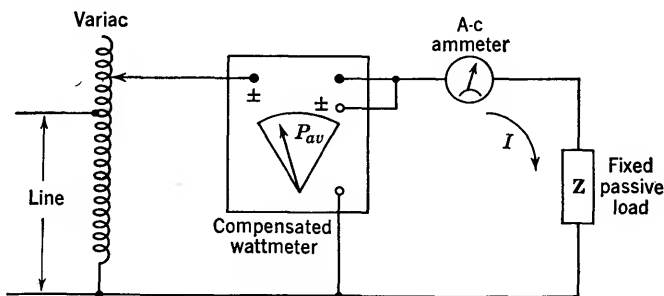 Variac
A-c
ammeter
±
±
P_av
I
Line
Z
Fixed
passive
load
Compensated
wattmeter